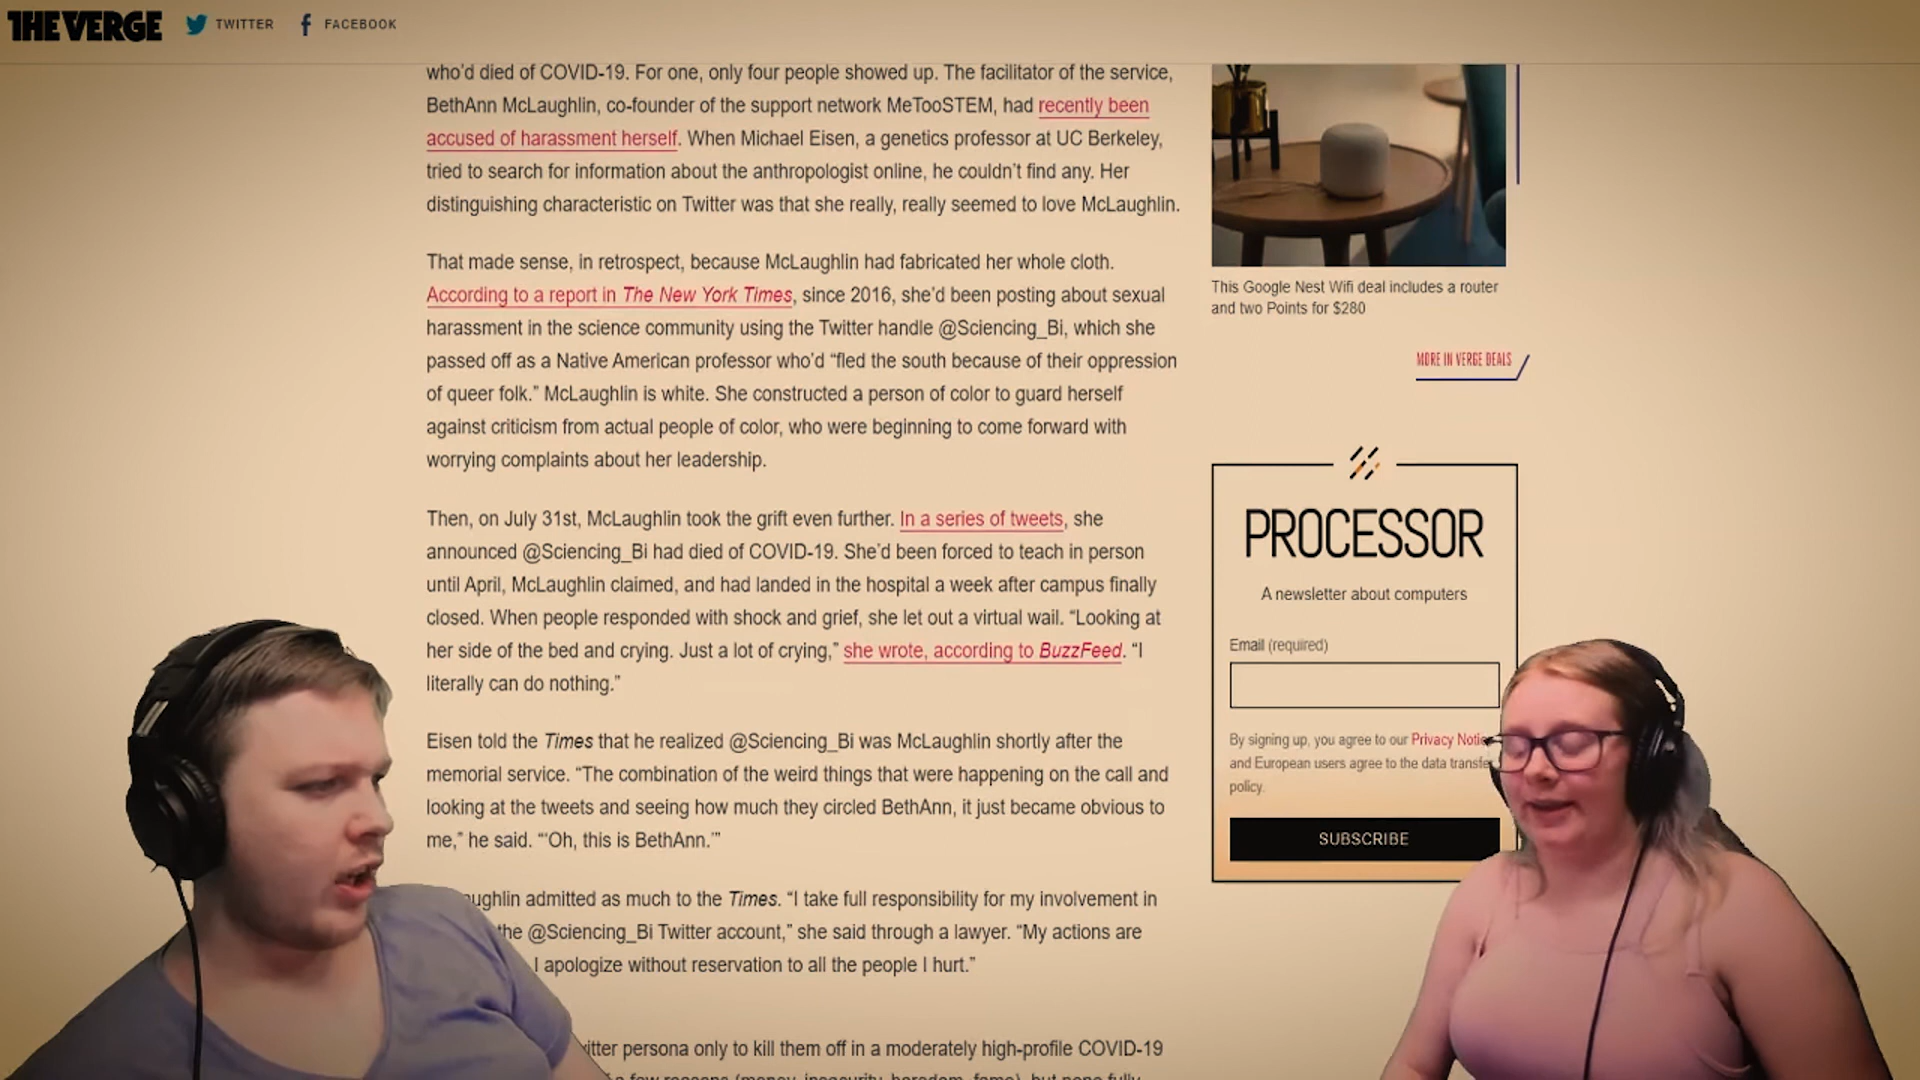 THE VERGE TWITTER FACEBOOK
who'd died of COVID-19. For one, only four people showed up. The facilitator of the service,
BethAnn McLaughlin, co-founder of the support network MeTooSTEM, had recently been
accused of harassment herself. When Michael Eisen, a genetics professor at UC Berkeley,
tried to search for information about the anthropologist online, he couldn't find any. Her
distinguishing characteristic on Twitter was that she really, really seemed to love McLaughlin.
That made sense, in retrospect, because McLaughlin had fabricated her whole cloth.
According to a report in The New York Times, since 2016, she'd been posting about sexual
harassment in the science community using the Twitter handle @Sciencing_Bi, which she
passed off as a Native American professor who'd “fled the south because of their oppression
of queer folk.” McLaughlin is white. She constructed a person of color to guard herself
against criticism from actual people of color, who were beginning to come forward with
worrying complaints about her leadership.
Then, on July 31st, McLaughlin took the grift even further. In a series of tweets, she
announced @Sciencing_Bi had died of COVID-19. She'd been forced to teach in person
until April, McLaughlin claimed, and had landed in the hospital a week after campus finally
closed. When people responded with shock and grief, she let out a virtual wail. “Looking at
her side of the bed and crying. Just a lot of crying,” she wrote, according to BuzzFeed. “I
literally can do nothing.”
Eisen told the Times that he realized @Sciencing_Bi was McLaughlin shortly after the
memorial service. “The combination of the weird things that were happening on the call and
looking at the tweets and seeing how much they circled BethAnn, it just became obvious to
me,” he said. “‘Oh, this is BethAnn.’”
ughlin admitted as much to the Times. “I take full responsibility for my involvement in
the @Sciencing_Bi Twitter account,” she said through a lawyer. “My actions are
I apologize without reservation to all the people I hurt.”
itter persona only to kill them off in a moderately high-profile COVID-19
a few reasons (money, insecurity, boredom, fame), but none fully
This Google Nest Wifi deal includes a router
and two Points for $280
MORE IN VERGE DEALS
PROCESSOR
A newsletter about computers
Email (required)
By signing up, you agree to our Privacy Notic
and European users agree to the data transfer
policy.
SUBSCRIBE